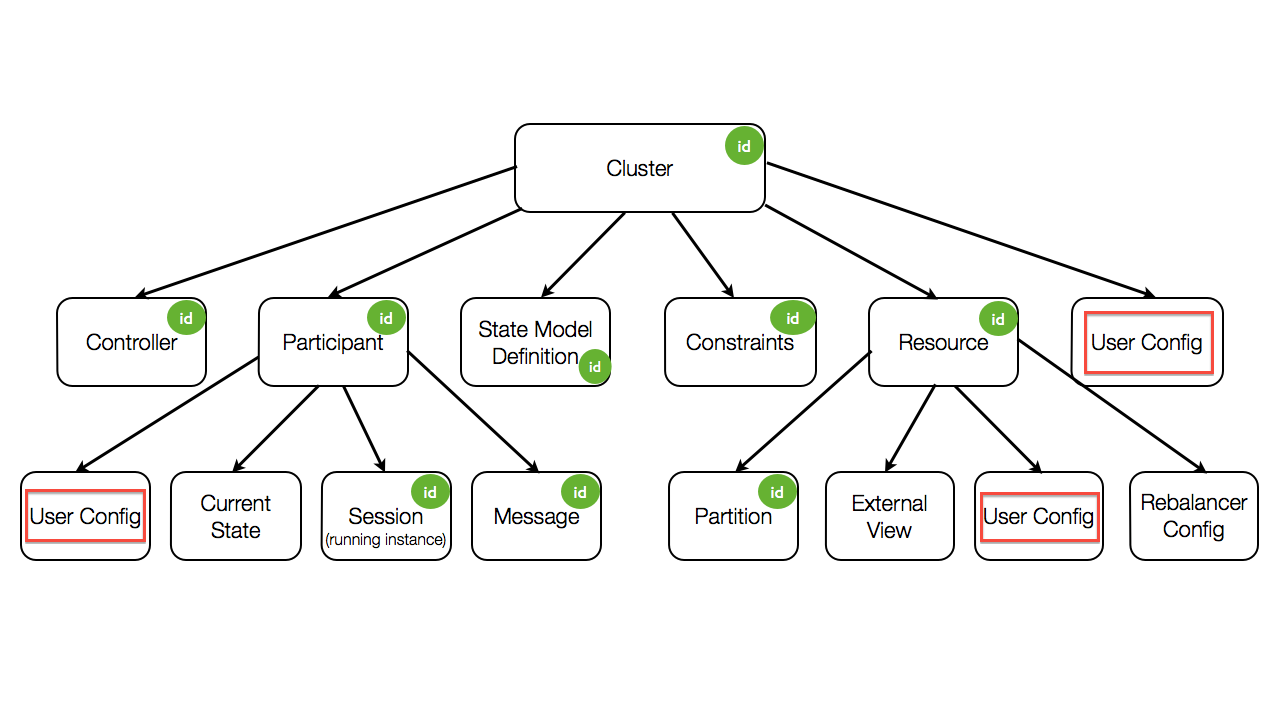 id
Cluster
id
Controller
id
Participant
State Model
Definition
id
id
Constraints
id
Resource
User Config
User Config
Current
State
id
Session
(running instance)
id
Message
id
Partition
External
View
User Config
Rebalancer
Config